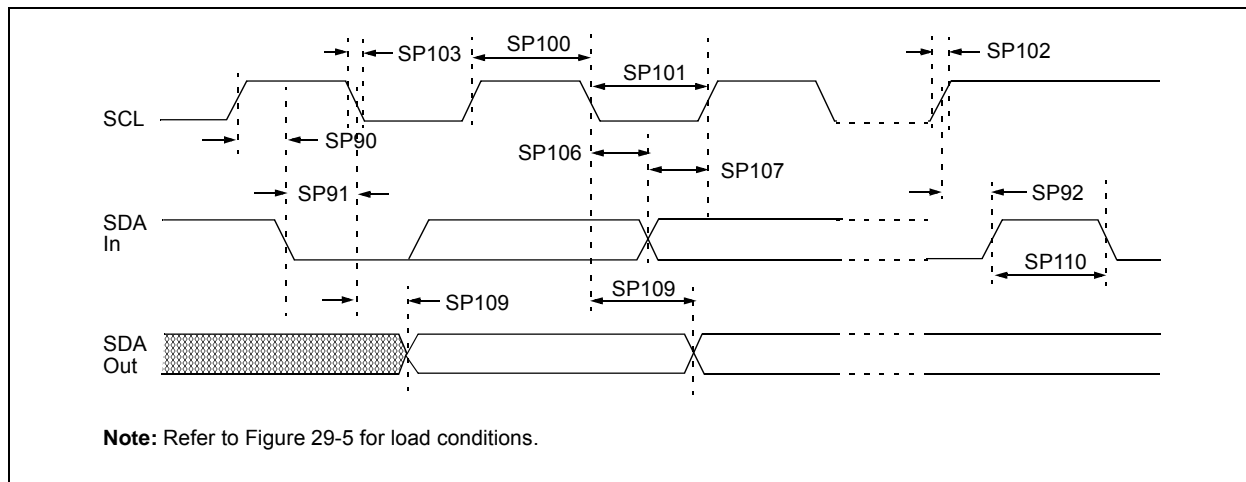 SP103
SP100
SP101
SP102
SCL
SP90
SP106
SP107
SP91
SP92
SDA
In
SP110
SP109
SP109
SDA
Out
Note: Refer to Figure 29-5 for load conditions.